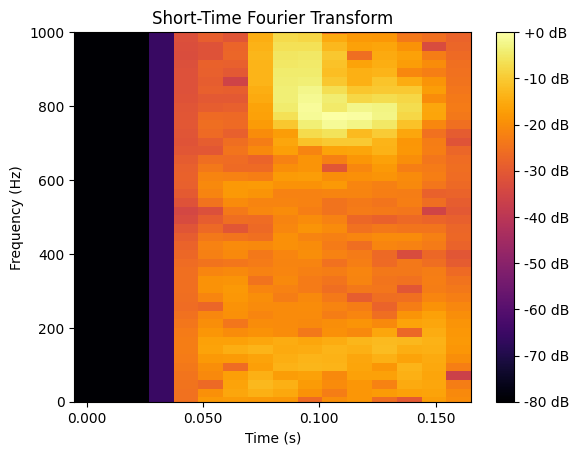 Short-Time Fourier Transform
1000
800
600
400
200
0
Frequency (Hz)
0.000
0.050
0.100
0.150
Time (s)
+0 dB
-10 dB
-20 dB
-30 dB
-40 dB
-50 dB
-60 dB
-70 dB
-80 dB